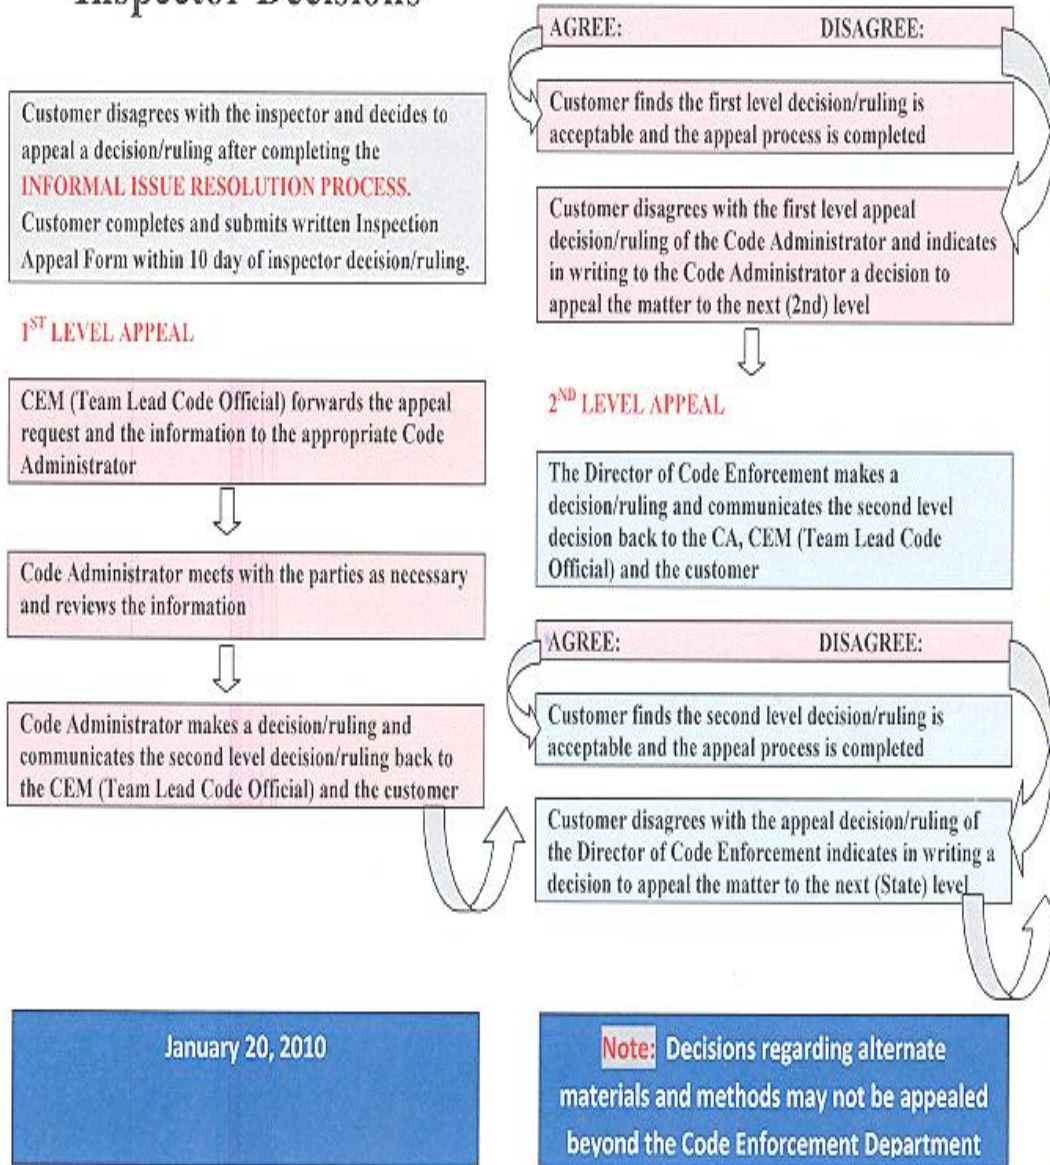 Inspector Decisions
Customer disagrees with the inspector and decides to
appeal a decision/ruling after completing the
INFORMAL ISSUE RESOLUTION PROCESS.
Customer completes and submits written Inspection
Appeal Form within 10 day of inspector decision/ruling.
1ST LEVEL APPEAL
CEM (Team Lead Code Official) forwards the appeal
request and the information to the appropriate Code
Administrator
Code Administrator meets with the parties as necessary
and reviews the information
Code Administrator makes a decision/ruling and
communicates the second level decision/ruling back to
the CEM (Team Lead Code Official) and the customer
AGREE: DISAGREE:
Customer finds the first level decision/ruling is
acceptable and the appeal process is completed
Customer disagrees with the first level appeal
decision/ruling of the Code Administrator and indicates
in writing to the Code Administrator a decision to
appeal the matter to the next (2nd) level
2ND LEVEL APPEAL
The Director of Code Enforcement makes a
decision/ruling and communicates the second level
decision back to the CA, CEM (Team Lead Code
Official) and the customer
AGREE: DISAGREE:
Customer finds the second level decision/ruling is
acceptable and the appeal process is completed
Customer disagrees with the appeal decision/ruling of
the Director of Code Enforcement indicates in writing a
decision to appeal the matter to the next (State) level
January 20, 2010
Note: Decisions regarding alternate
materials and methods may not be appealed
beyond the Code Enforcement Department